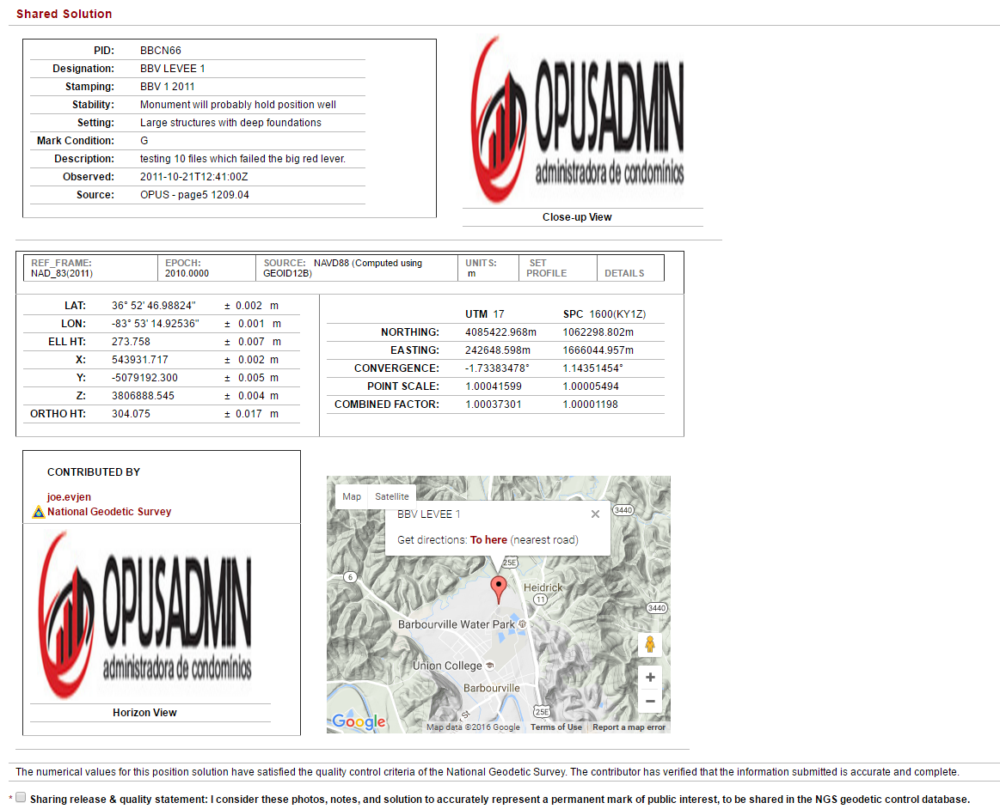 Shared Solution
PID: BBCN66
Designation: BBV LEVEE 1
Stamping: BBV 1 2011
Stability: Monument will probably hold position well
Setting: Large structures with deep foundations
Mark Condition: G
Description: testing 10 files which failed the big red lever.
Observed: 2011-10-21T12:41:00Z
Source: OPUS - page5 1209.04
OPUSADMIN
administradora de condomínios
Close-up View
REF_FRAME: NAD_83(2011)
EPOCH: 2010.0000
SOURCE: NAVD88 (Computed using GEOID12B)
UNITS: m
SET PROFILE
DETAILS
LAT: 36° 52' 46.98824" ± 0.002 m
LON: -83° 53' 14.92536" ± 0.001 m
ELL HT: 273.758 ± 0.007 m
X: 543931.717 ± 0.002 m
Y: -5079192.300 ± 0.005 m
Z: 3806888.545 ± 0.004 m
ORTHO HT: 304.075 ± 0.017 m
UTM 17 SPC 1600(KY1Z)
NORTHING: 4085422.968m 1062298.802m
EASTING: 242648.598m 1666044.957m
CONVERGENCE: -1.73383478° 1.14351454°
POINT SCALE: 1.00041599 1.00005494
COMBINED FACTOR: 1.00037301 1.00001198
CONTRIBUTED BY
joe.evjen
National Geodetic Survey
OPUSADMIN
administradora de condomínios
Horizon View
Map Satellite
BBV LEVEE 1
Get directions: To here (nearest road)
3440
25E
6
Heidrick
11
3440
Barbourville Water Park
Union College
Barbourville
St
25E
Google
Map data ©2016 Google Terms of Use Report a map error
The numerical values for this position solution have satisfied the quality control criteria of the National Geodetic Survey. The contributor has verified that the information submitted is accurate and complete.
* Sharing release & quality statement: I consider these photos, notes, and solution to accurately represent a permanent mark of public interest, to be shared in the NGS geodetic control database.